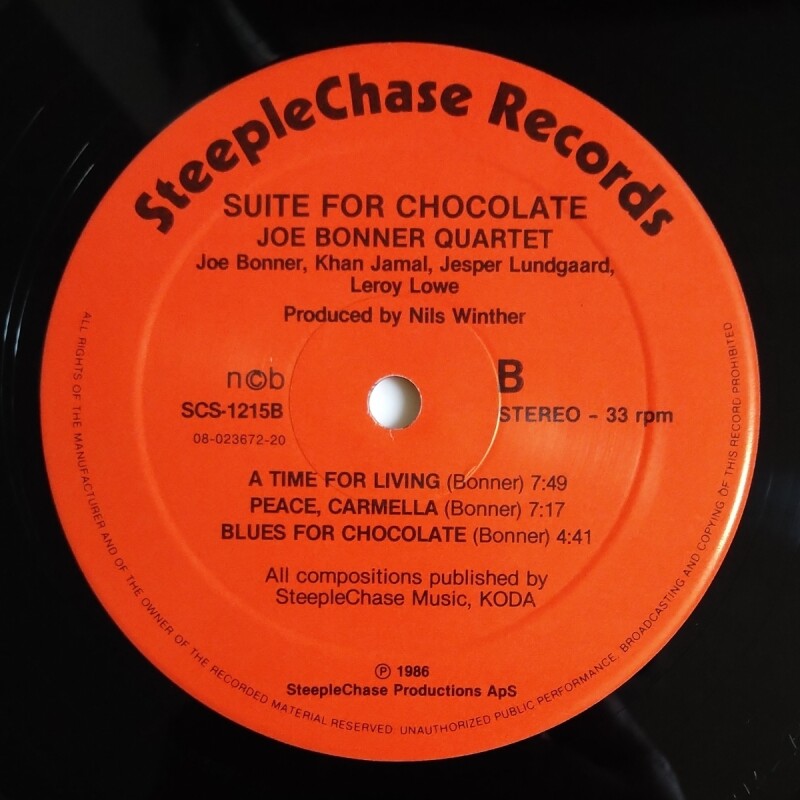 SteepleChase Records
SUITE FOR CHOCOLATE
JOE BONNER QUARTET
Joe Bonner, Khan Jamal, Jesper Lundgaard,
Leroy Lowe
Produced by Nils Winther
n©b
B
SCS-1215B
STEREO - 33 rpm
08-023672-20
A TIME FOR LIVING (Bonner) 7:49
PEACE, CARMELLA (Bonner) 7:17
BLUES FOR CHOCOLATE (Bonner) 4:41
All compositions published by
SteepleChase Music, KODA
℗ 1986
SteepleChase Productions ApS
ALL RIGHTS OF THE MANUFACTURER AND OF THE OWNER OF THE RECORDED MATERIAL RESERVED. UNAUTHORIZED PUBLIC PERFORMANCE, BROADCASTING AND COPYING OF THIS RECORD PROHIBITED